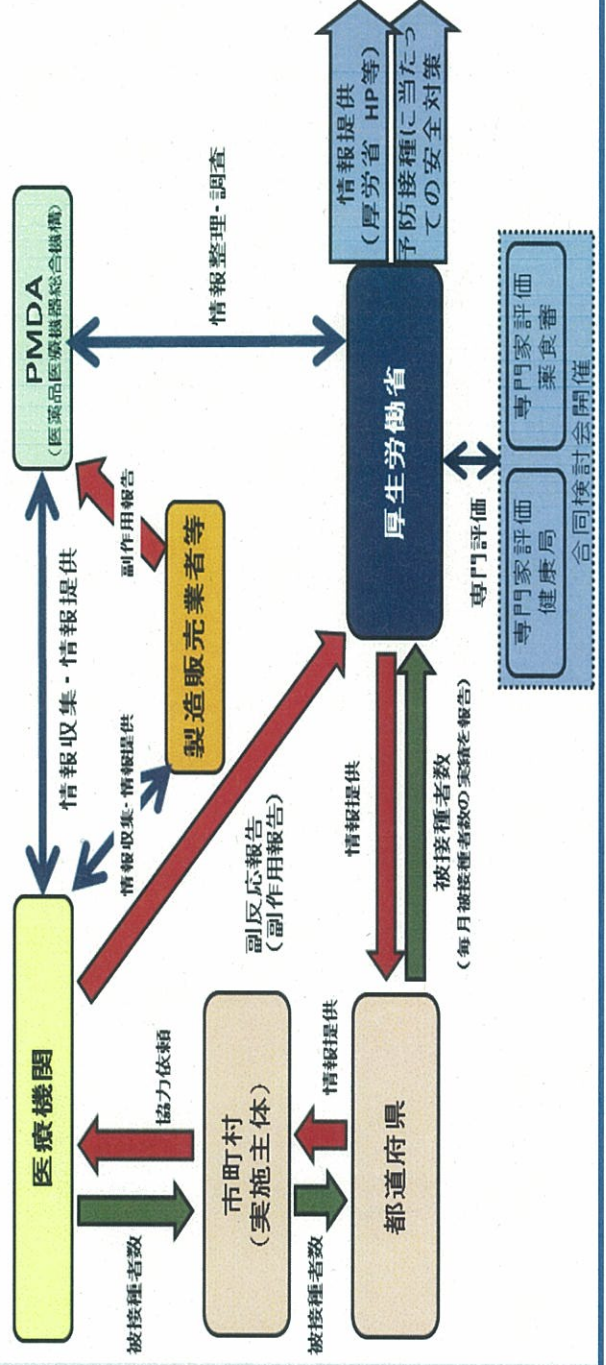 医療機関
PMDA
(医薬品医療機器総合機構)
情報収集・情報提供
副作用報告
製造販売業者等
情報収集・情報提供
情報整理・調査
副反応報告
(副作用報告)
被接種者数
協力依頼
市町村
(実施主体)
被接種者数
情報提供
都道府県
情報提供
被接種者数
(毎月被接種者数の実績を報告)
厚生労働省
情報提供
(厚労省 HP等)
予防接種に当たっ
ての安全対策
専門評価
専門家評価
健康局
専門家評価
薬食審
合同検討会開催